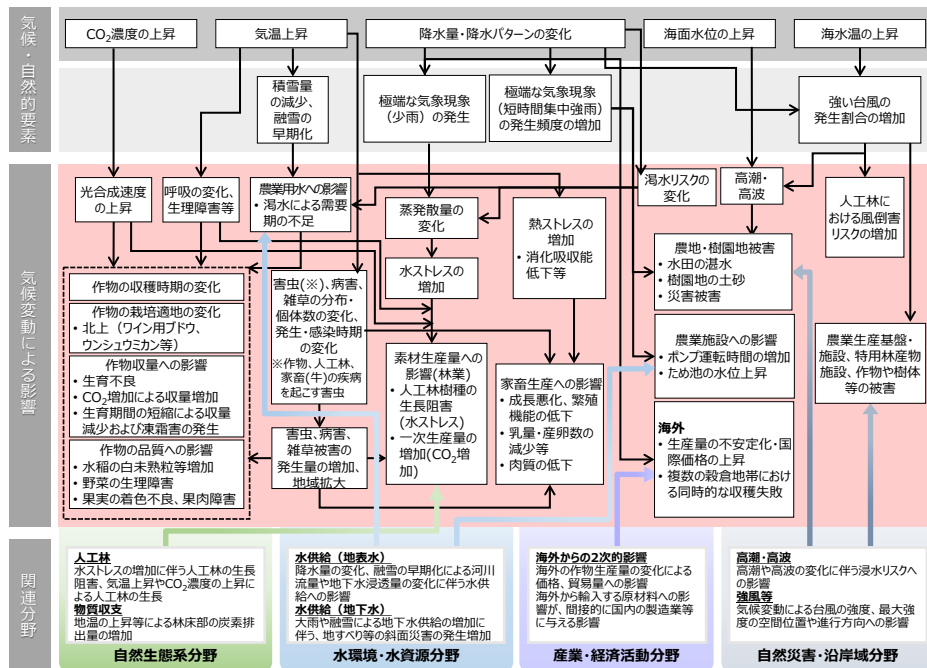 気候・自然的要素
CO₂濃度の上昇
気温上昇
降水量・降水パターンの変化
海面水位の上昇
海水温の上昇
積雪量
の減少、
融雪の
早期化
極端な気象現象
（少雨）の発生
極端な気象現象
（短時間集中強雨）
の発生頻度の増加
強い台風の
発生割合の増加
気候変動による影響
光合成速度
の上昇
呼吸の変化、
生理障害等
農業用水への影響
・ 渇水による需要
期の不足
蒸発散量の
変化
熱ストレスの
増加
・ 消化吸収能
低下等
渇水リスクの
変化
高潮・
高波
人工林に
おける風倒害
リスクの増加
水ストレスの
増加
農地・樹園地被害
・ 水田の湛水
・ 樹園地の土砂
・ 災害被害
作物の収穫時期の変化
作物の栽培適地の変化
・ 北上（ワイン用ブドウ、
ウンシュウミカン等）
作物収量への影響
・ 生育不良
・ CO₂増加による収量増加
・ 生育期間の短縮による収量
減少および凍霜害の発生
作物の品質への影響
・ 水稲の白未熟粒等増加
・ 野菜の生理障害
・ 果実の着色不良、果肉障害
害虫(※)、病害、
雑草の分布・
個体数の変化、
発生・感染時期
の変化
※作物、人工林、
家畜(牛)の疾病
を起こす害虫
害虫、病害、
雑草被害の
発生量の増加、
地域拡大
素材生産量への
影響(林業)
・ 人工林樹種の
生長阻害
(水ストレス)
・ 一次生産量の
増加(CO₂増
加)
家畜生産への影響
・ 成長悪化、繁殖
機能の低下
・ 乳量・産卵数の
減少等
・ 肉質の低下
農業施設への影響
・ ポンプ運転時間の増加
・ ため池の水位上昇
海外
・ 生産量の不安定化・国
際価格の上昇
・ 複数の穀倉地帯における
同時的な収穫失敗
農業生産基盤・
施設、特用林産物
施設、作物や樹体
等の被害
関連分野
人工林
水ストレスの増加に伴う人工林の生長
阻害、気温上昇やCO₂濃度の上昇に
よる人工林の生長
物質収支
地温の上昇等による林床部の炭素排
出量の増加
自然生態系分野
水供給（地表水）
降水量の変化、融雪の早期化による河川
流量や地下水浸透量の変化に伴う水供
給への影響
水供給（地下水）
大雨や融雪による地下水供給の増加に
伴う、地すべり等の斜面災害の発生増加
水環境・水資源分野
海外からの2次的影響
海外の作物生産量の変化による
価格、貿易量への影響
海外から輸入する原材料への影
響が、間接的に国内の製造業等
に与える影響
産業・経済活動分野
高潮・高波
高潮や高波の変化に伴う浸水リスクへ
の影響
強風等
気候変動による台風の強度、最大強
度の空間位置や進行方向への影響
自然災害・沿岸域分野